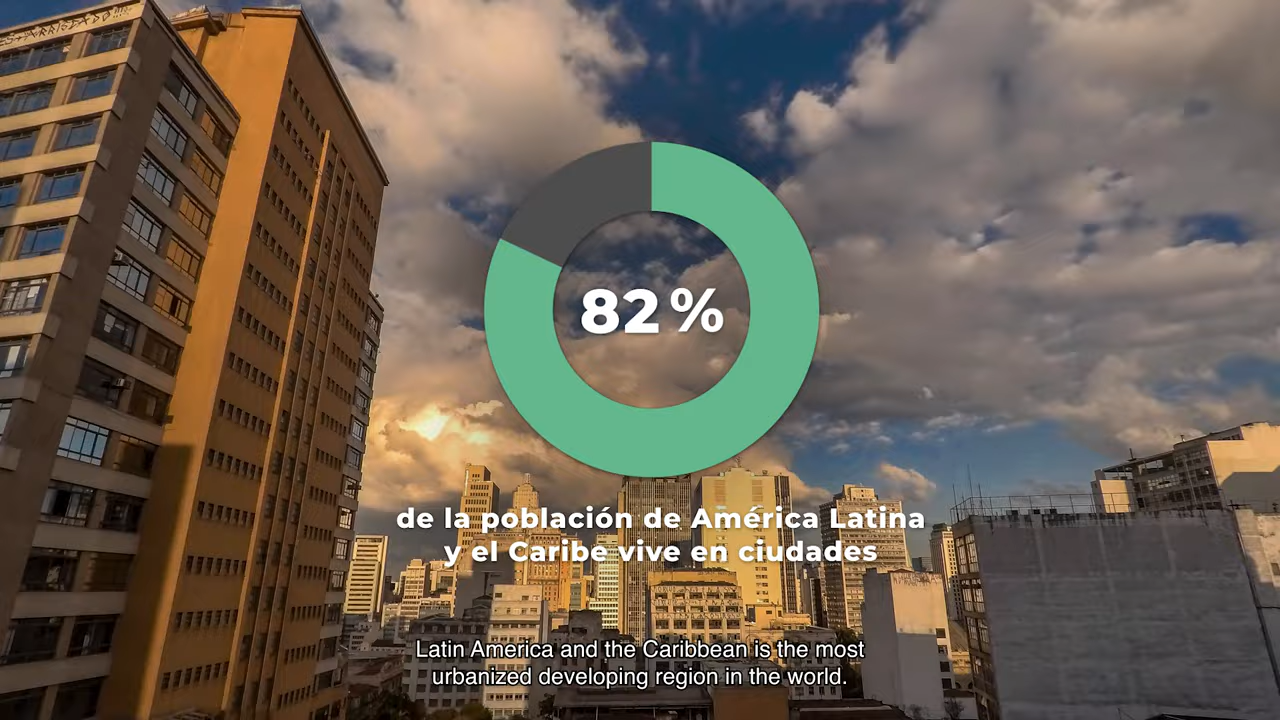 82%
de la población de América Latina
y el Caribe vive en ciudades
Latin America and the Caribbean is the most
urbanized developing region in the world.